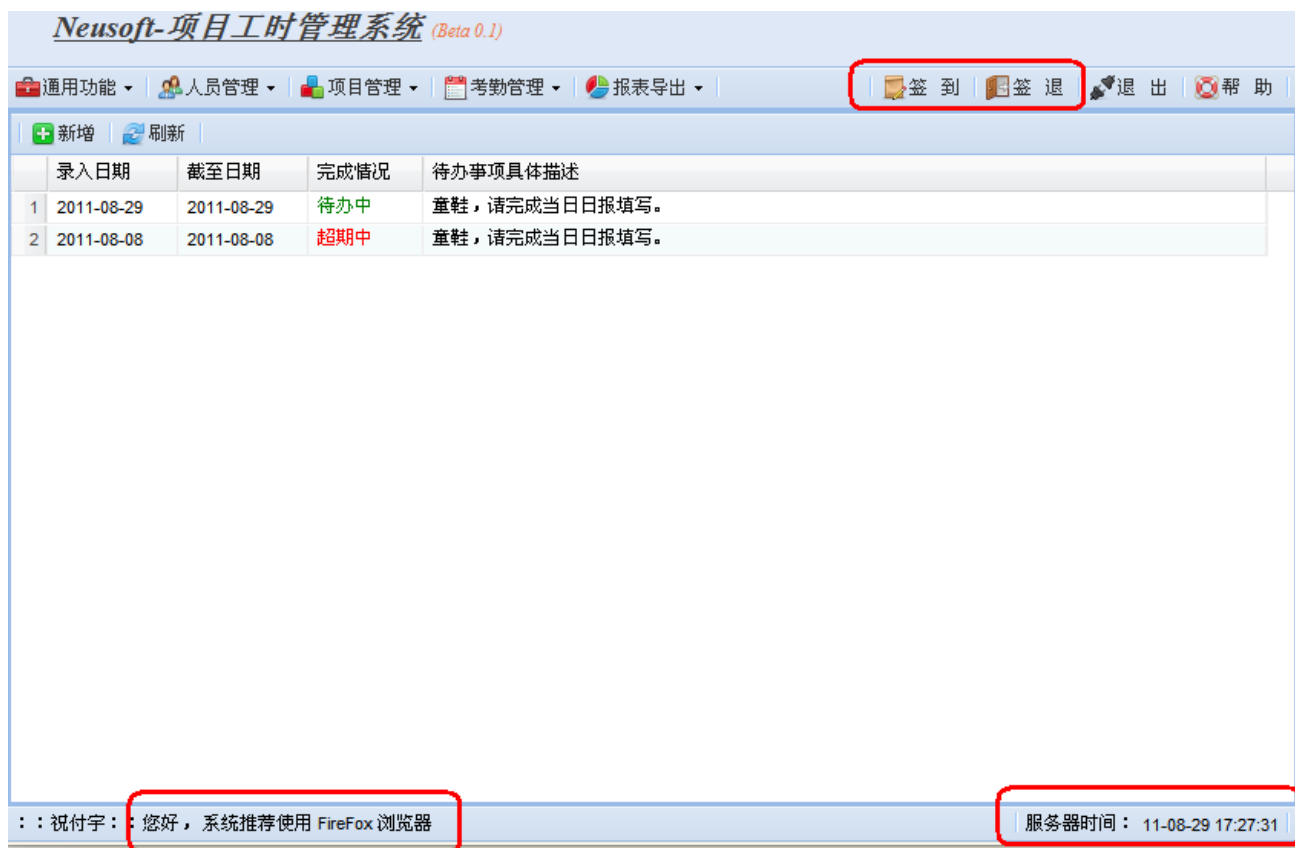 Neusoft-项目工时管理系统 (Beta 0.1)
通用功能 人员管理 项目管理 考勤管理 报表导出 签 到 签 退 退 出 帮 助
新增 刷新
录入日期 截至日期 完成情况 待办事项具体描述
1 2011-08-29 2011-08-29 待办中 童鞋，请完成当日日报填写。
2 2011-08-08 2011-08-08 超期中 童鞋，请完成当日日报填写。
：：祝付宇：：您好，系统推荐使用 FireFox 浏览器 服务器时间： 11-08-29 17:27:31